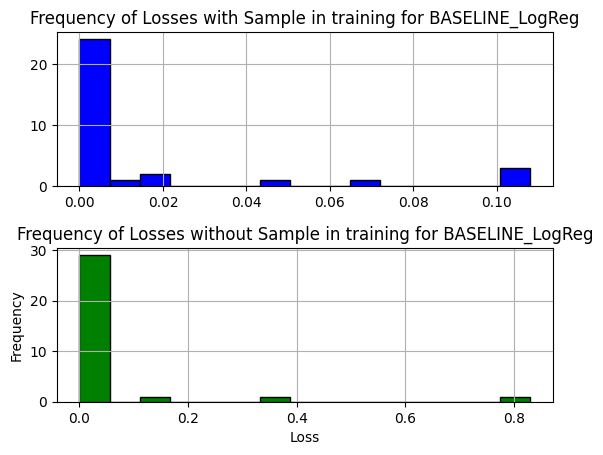 Frequency of Losses with Sample in training for BASELINE_LogReg
20
10
0
0.00 0.02 0.04 0.06 0.08 0.10
Frequency of Losses without Sample in training for BASELINE_LogReg
30
20
10
0
Frequency
0.0 0.2 0.4 0.6 0.8
Loss